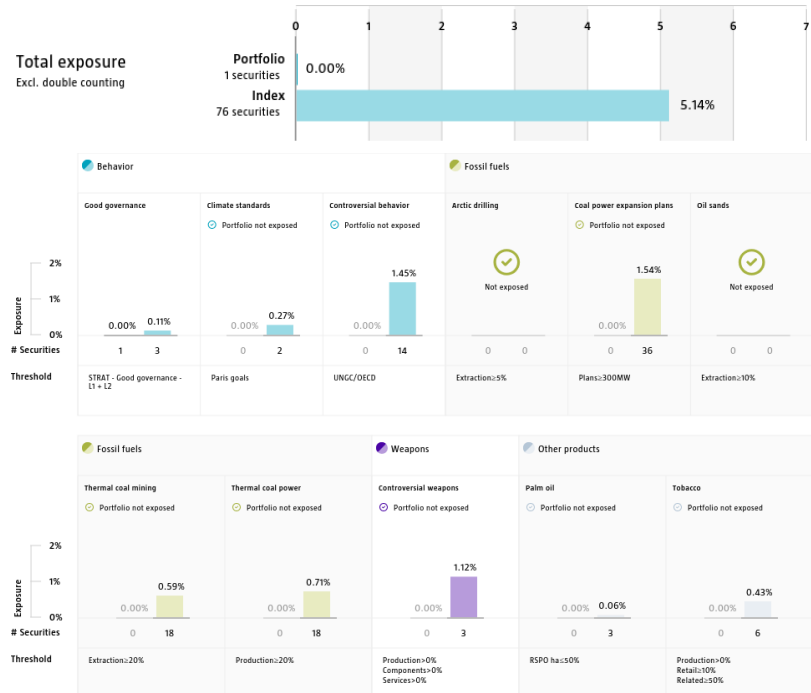 0 1 2 3 4 5 6 7
Total exposure
Excl. double counting
Portfolio
1 securities
0.00%
Index
76 securities
5.14%
Behavior
Fossil fuels
Good governance
Climate standards
Controversial behavior
Arctic drilling
Coal power expansion plans
Oil sands
Portfolio not exposed
Portfolio not exposed
Portfolio not exposed
Not exposed
Not exposed
Exposure
2%
1%
0%
0.00% 0.11%
0.00% 0.27%
0.00% 1.45%
0.00% 1.54%
# Securities
1 3
0 2
0 14
0 0
0 36
0 0
Threshold
STRAT - Good governance -
L1 + L2
Paris goals
UNGC/OECD
Extraction≥5%
Plans≥300MW
Extraction≥10%
Fossil fuels
Weapons
Other products
Thermal coal mining
Thermal coal power
Controversial weapons
Palm oil
Tobacco
Portfolio not exposed
Portfolio not exposed
Portfolio not exposed
Portfolio not exposed
Portfolio not exposed
Exposure
2%
1%
0%
0.00% 0.59%
0.00% 0.71%
0.00% 1.12%
0.00% 0.06%
0.00% 0.43%
# Securities
0 18
0 18
0 3
0 3
0 6
Threshold
Extraction≥20%
Production≥20%
Production>0%
Components>0%
Services>0%
RSPO ha≤50%
Production>0%
Retail≥10%
Related≥50%